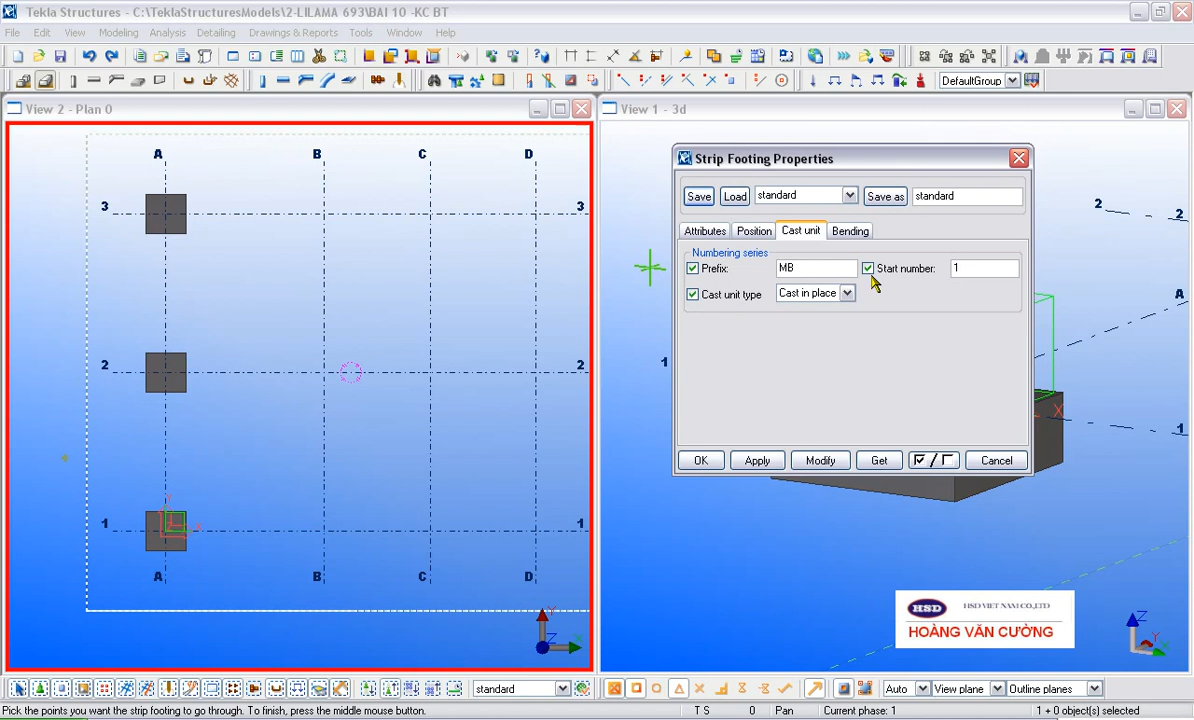 Tekla Structures - C:\TeklaStructuresModels\2-LILAMA 693\BAI 10 -KC BT
File Edit View Modeling Analysis Detailing Drawings & Reports Tools Window Help
DefaultGroup
View 2 - Plan 0
A B C D
3 3
2 2
1 1
A B C D
View 1 - 3d
2 2
A
1 1
X
Strip Footing Properties
Save Load standard Save as standard
Attributes Position Cast unit Bending
Numbering series
Prefix: MB Start number: 1
Cast unit type Cast in place
OK Apply Modify Get / Cancel
HSD HSD VIET NAM CO.,LTD
HOÀNG VĂN CƯỜNG
standard
Auto View plane Outline planes
Pick the points you want the strip footing to go through. To finish, press the middle mouse button. T S 0 Pan Current phase: 1 1 + 0 object(s) selected